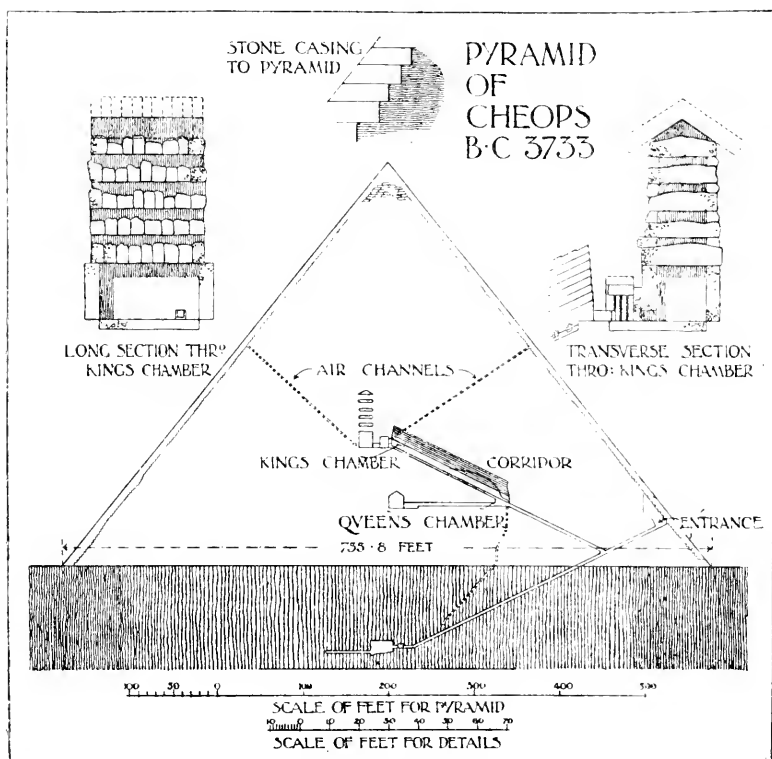 STONE CASING
TO PYRAMID
PYRAMID
OF
CHEOPS
B·C 3733
LONG SECTION THRO
KINGS CHAMBER
TRANSVERSE SECTION
THRO: KINGS CHAMBER
AIR CHANNELS
KINGS CHAMBER
CORRIDOR
QVEENS CHAMBER
ENTRANCE
755·8 FEET
100 50 0 100 200 300 400 500
SCALE OF FEET FOR PYRAMID
10 0 10 20 30 40 50 60 70
SCALE OF FEET FOR DETAILS